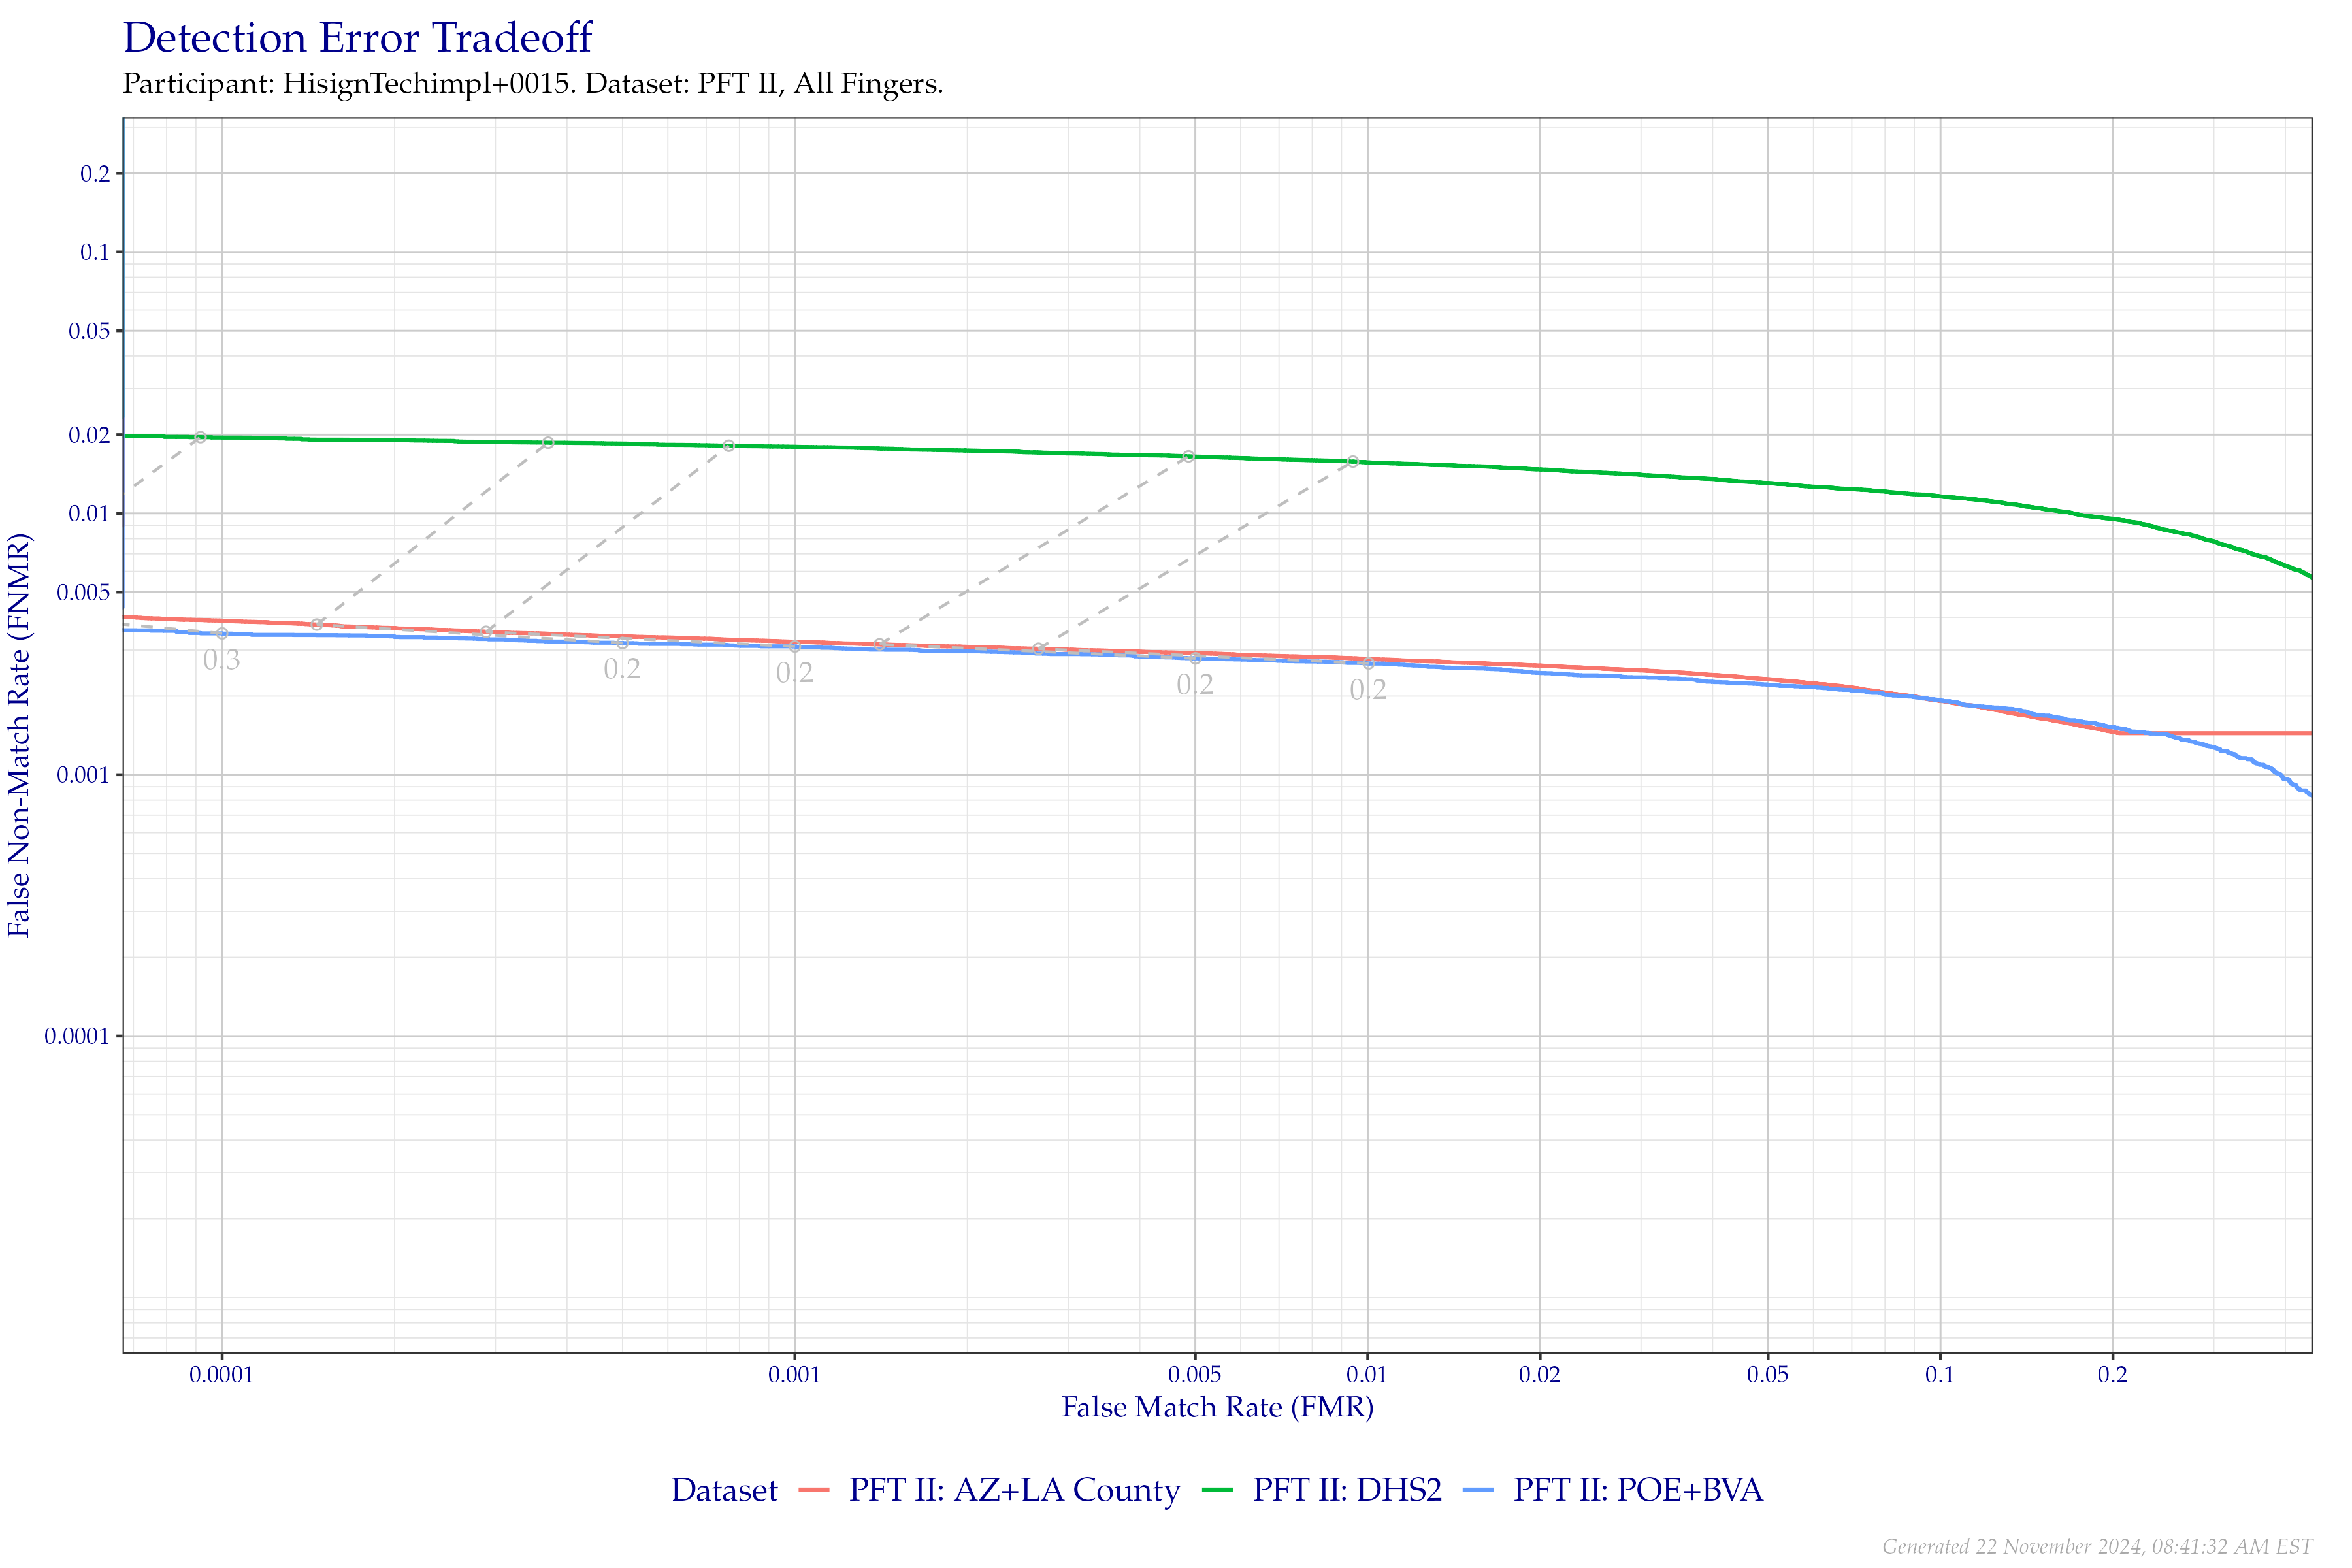 Detection Error Tradeoff
Participant: HisignTechimpl+0015. Dataset: PFT II, All Fingers.
False Non-Match Rate (FNMR)
0.2
0.1
0.05
0.02
0.01
0.005
0.001
0.0001
0.3
0.2
0.2
0.2
0.2
0.0001 0.001 0.005 0.01 0.02 0.05 0.1 0.2
False Match Rate (FMR)
Dataset PFT II: AZ+LA County PFT II: DHS2 PFT II: POE+BVA
Generated 22 November 2024, 08:41:32 AM EST